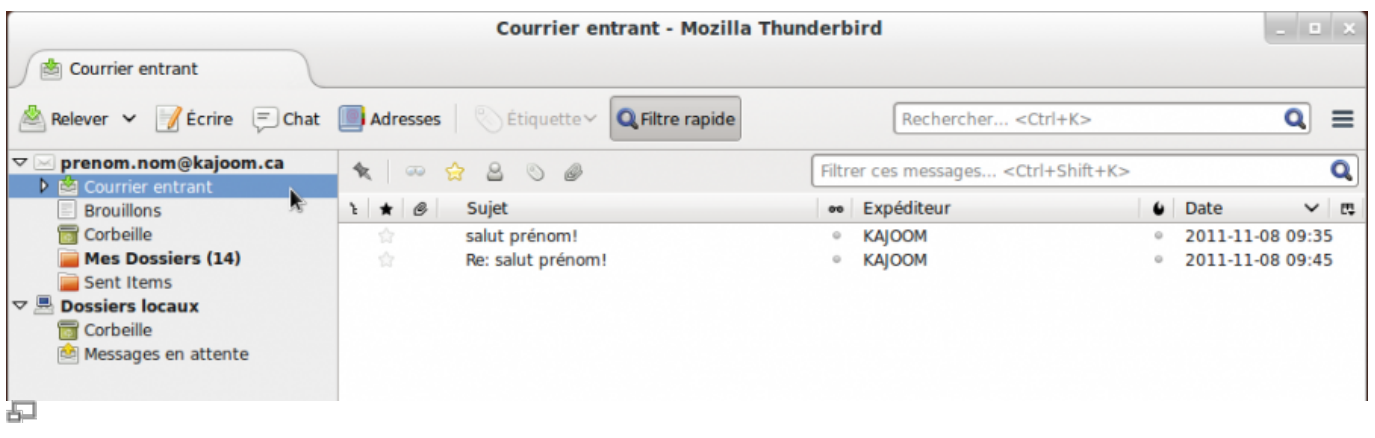 Courrier entrant - Mozilla Thunderbird
Courrier entrant
Relever Écrire Chat Adresses Étiquette Filtre rapide Rechercher... <Ctrl+K>
prenom.nom@kajoom.ca
Filtrer ces messages... <Ctrl+Shift+K>
Courrier entrant
Brouillons
Corbeille
Mes Dossiers (14)
Sent Items
Dossiers locaux
Corbeille
Messages en attente
Sujet Expéditeur Date
salut prénom! KAJOOM 2011-11-08 09:35
Re: salut prénom! KAJOOM 2011-11-08 09:45